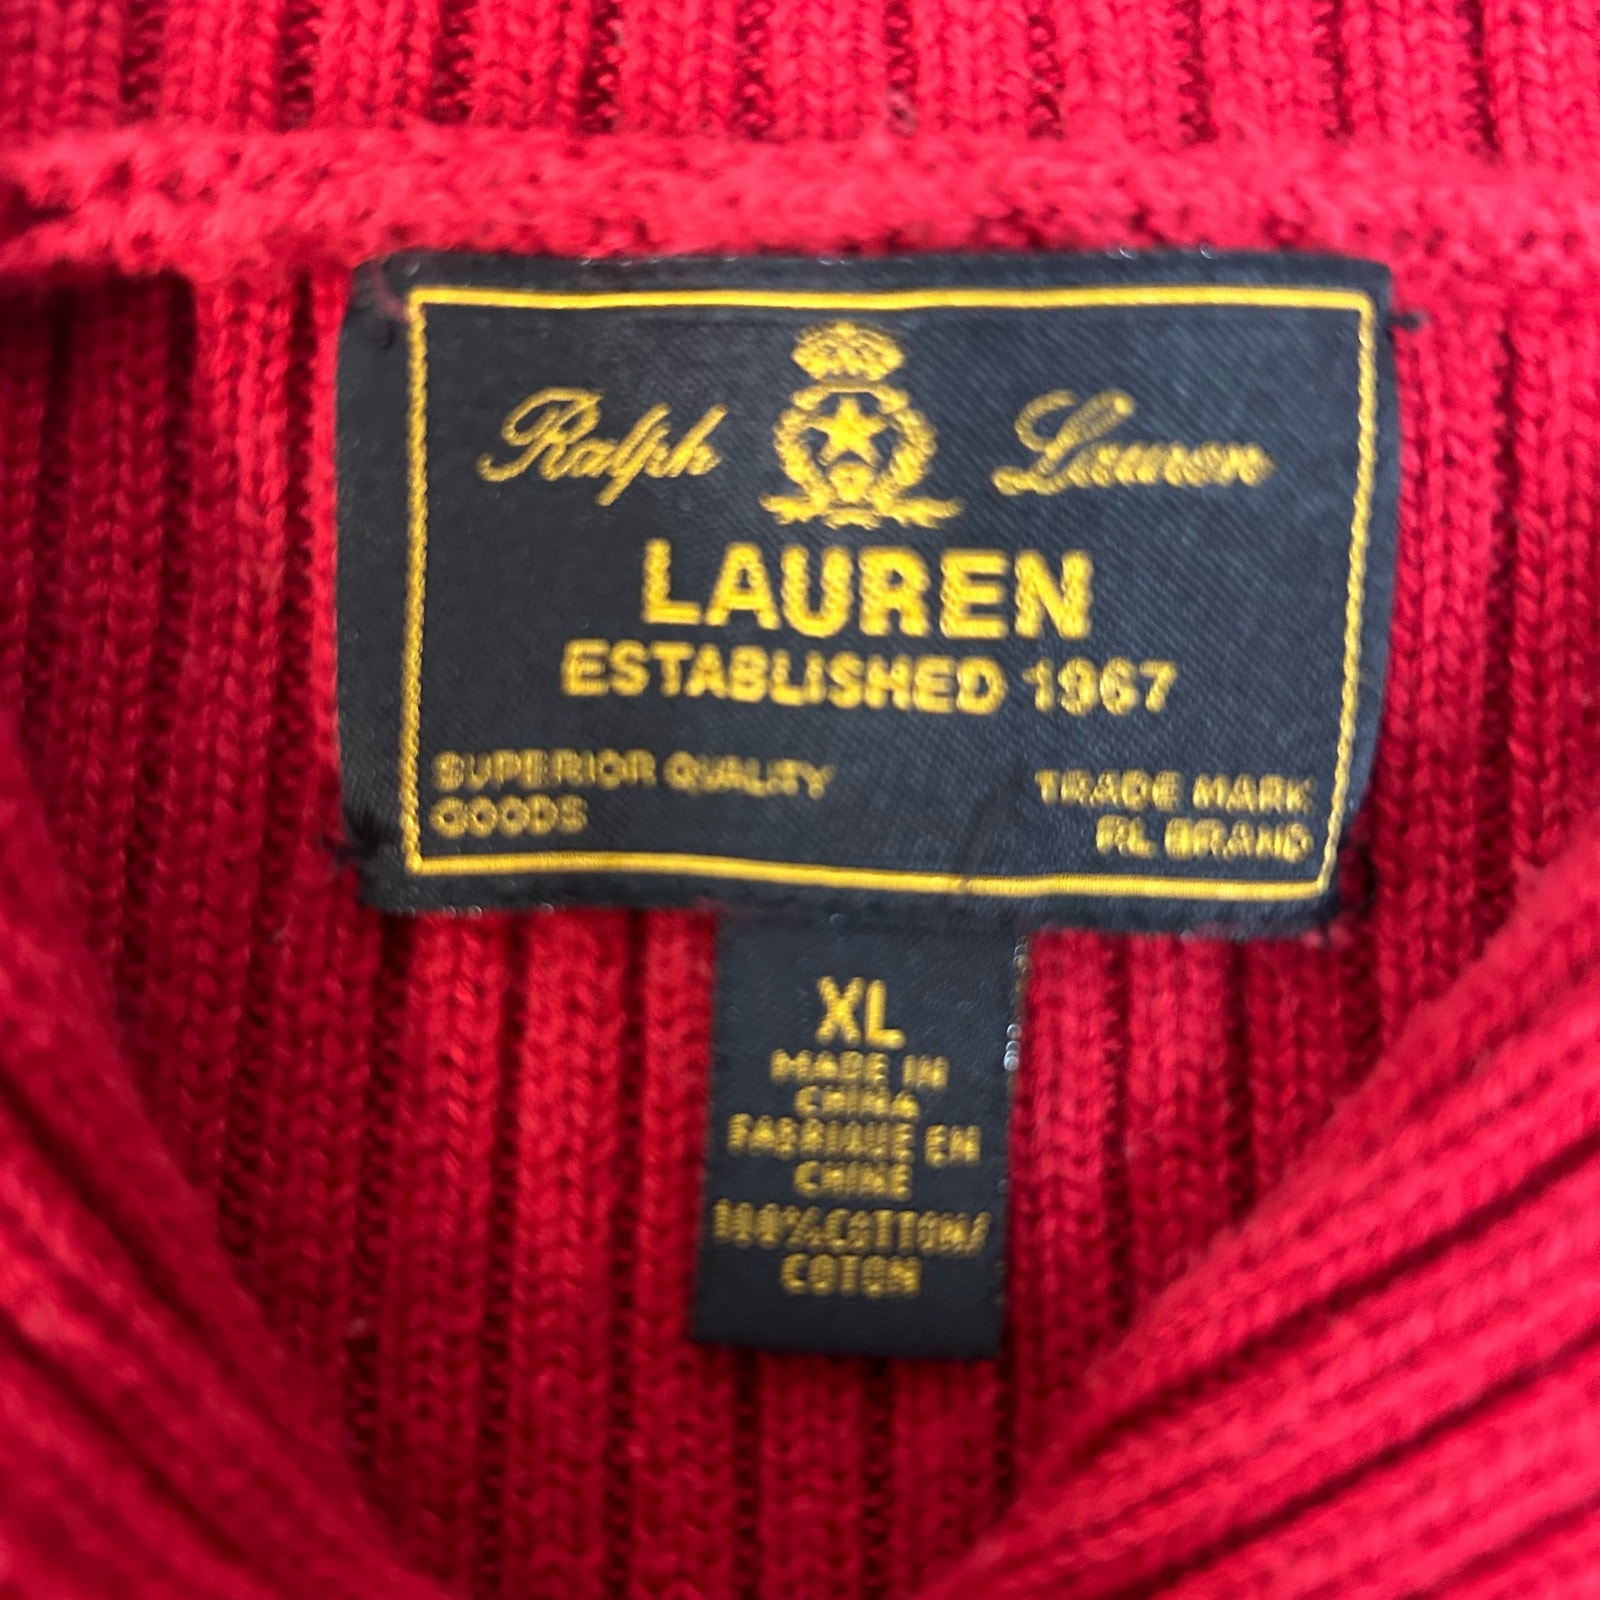 Ralph Lauren
LAUREN
ESTABLISHED 1967
SUPERIOR QUALITY
GOODS
TRADE MARK
RL BRAND
XL
MADE IN
CHINA
FABRIQUE EN
CHINE
100%COTTON/
COTON